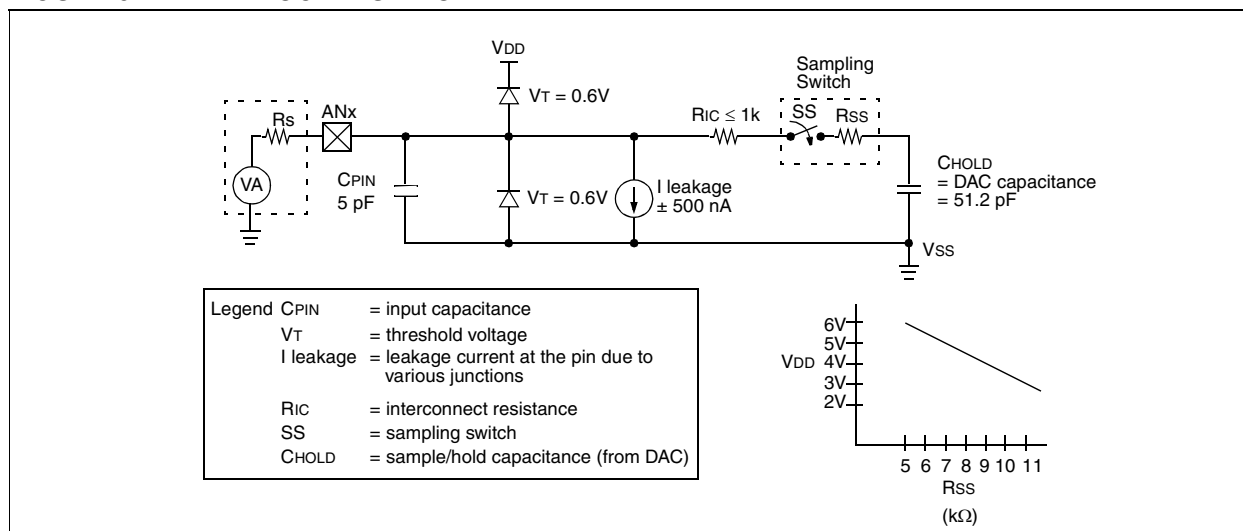 VDD
Sampling
Switch
VT = 0.6V
Rs
ANx
RIC ≤ 1k
SS
RSS
VA
CPIN
5 pF
VT = 0.6V
I leakage
± 500 nA
CHOLD
= DAC capacitance
= 51.2 pF
VSS
Legend CPIN = input capacitance
VT = threshold voltage
I leakage = leakage current at the pin due to
various junctions
RIC = interconnect resistance
SS = sampling switch
CHOLD = sample/hold capacitance (from DAC)
6V
5V
VDD 4V
3V
2V
5 6 7 8 9 10 11
RSS
(kΩ)